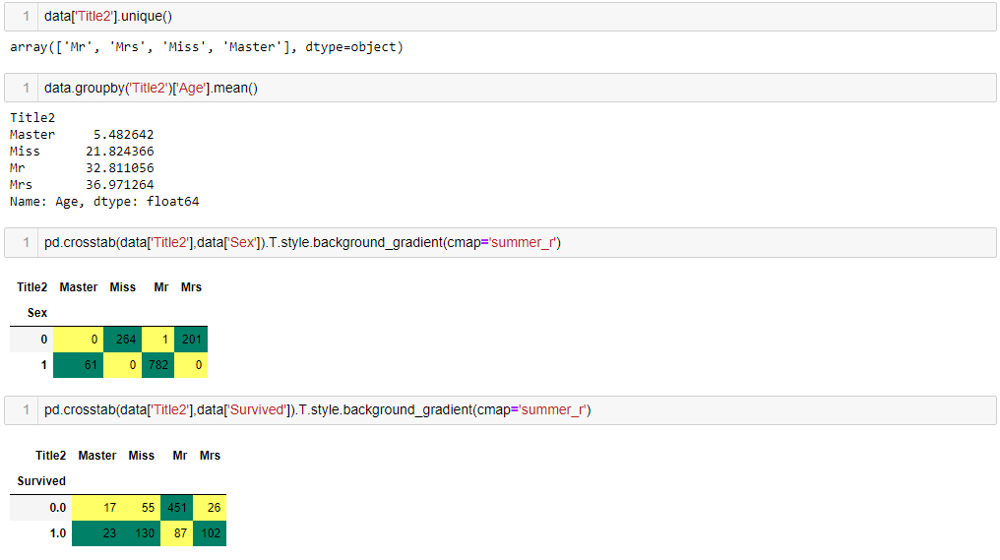 1 data['Title2'].unique()
array(['Mr', 'Mrs', 'Miss', 'Master'], dtype=object)
1 data.groupby('Title2')['Age'].mean()
Title2
Master 5.482642
Miss 21.824366
Mr 32.811056
Mrs 36.971264
Name: Age, dtype: float64
1 pd.crosstab(data['Title2'],data['Sex']).T.style.background_gradient(cmap='summer_r')
Title2 Master Miss Mr Mrs
Sex
0 0 264 1 201
1 61 0 782 0
1 pd.crosstab(data['Title2'],data['Survived']).T.style.background_gradient(cmap='summer_r')
Title2 Master Miss Mr Mrs
Survived
0.0 17 55 451 26
1.0 23 130 87 102